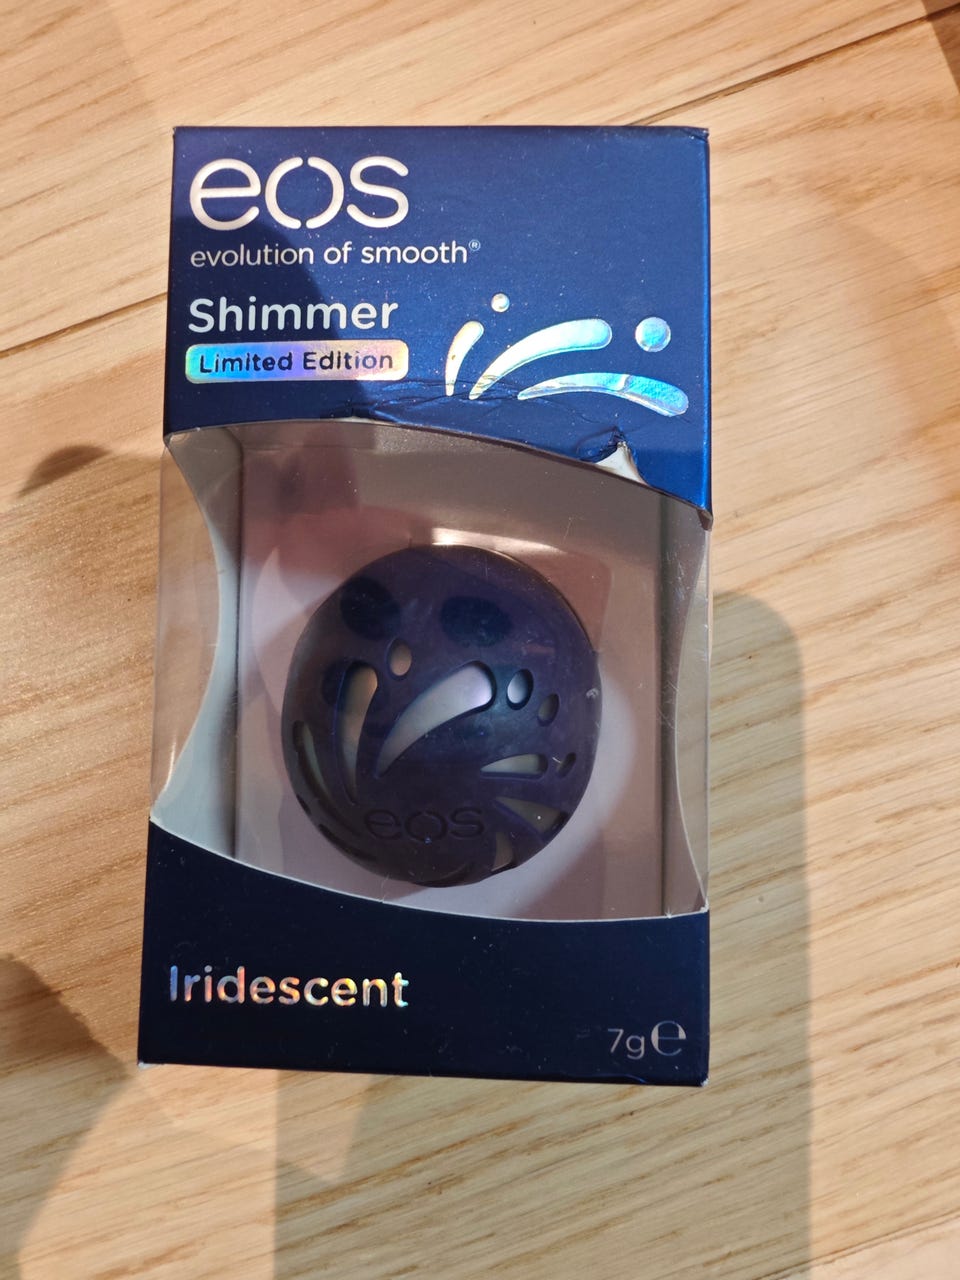 eos
evolution of smooth®
Shimmer
Limited Edition
eos
Iridescent
7g℮